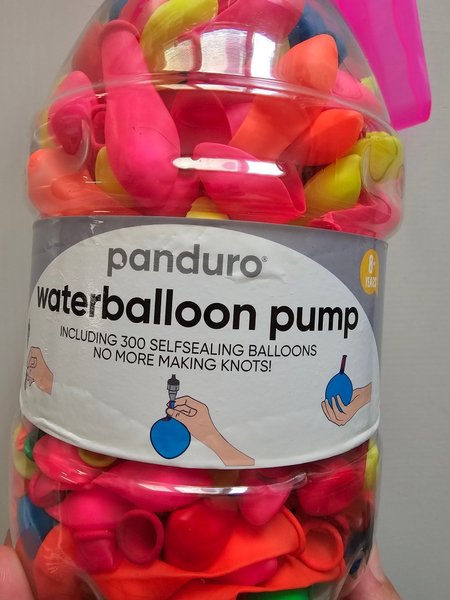 panduro®
8+
YEARS
waterballoon pump
INCLUDING 300 SELFSEALING BALLOONS
NO MORE MAKING KNOTS!